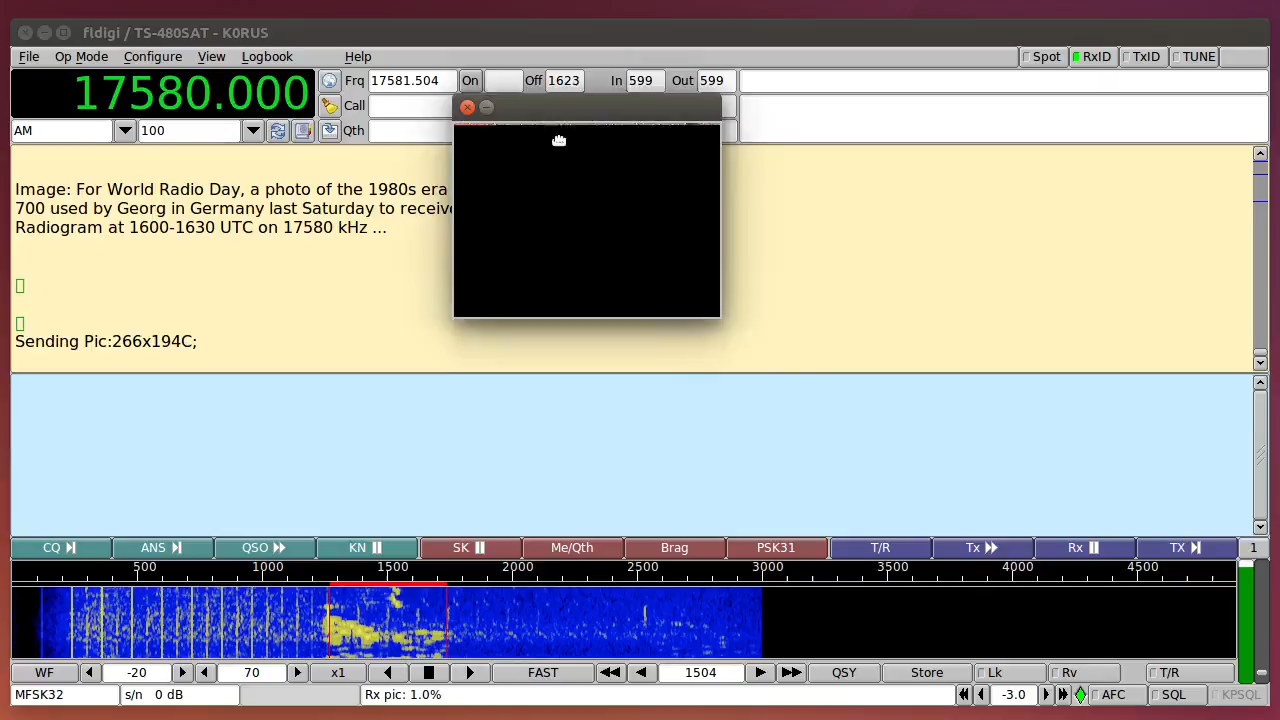 fldigi / TS-480SAT - K0RUS
File Op Mode Configure View Logbook Help Spot RxID TxID TUNE
17580.000 Frq 17581.504 On Off 1623 In 599 Out 599
Call
AM 100 Qth
Image: For World Radio Day, a photo of the 1980s era
700 used by Georg in Germany last Saturday to receive
Radiogram at 1600-1630 UTC on 17580 kHz ...
Sending Pic:266x194C;
CQ ANS QSO KN SK Me/Qth Brag PSK31 T/R Tx Rx TX 1
500 1000 1500 2000 2500 3000 3500 4000 4500
WF -20 70 x1 FAST 1504 QSY Store Lk Rv T/R
MFSK32 s/n 0 dB Rx pic: 1.0% -3.0 AFC SQL KPSQL